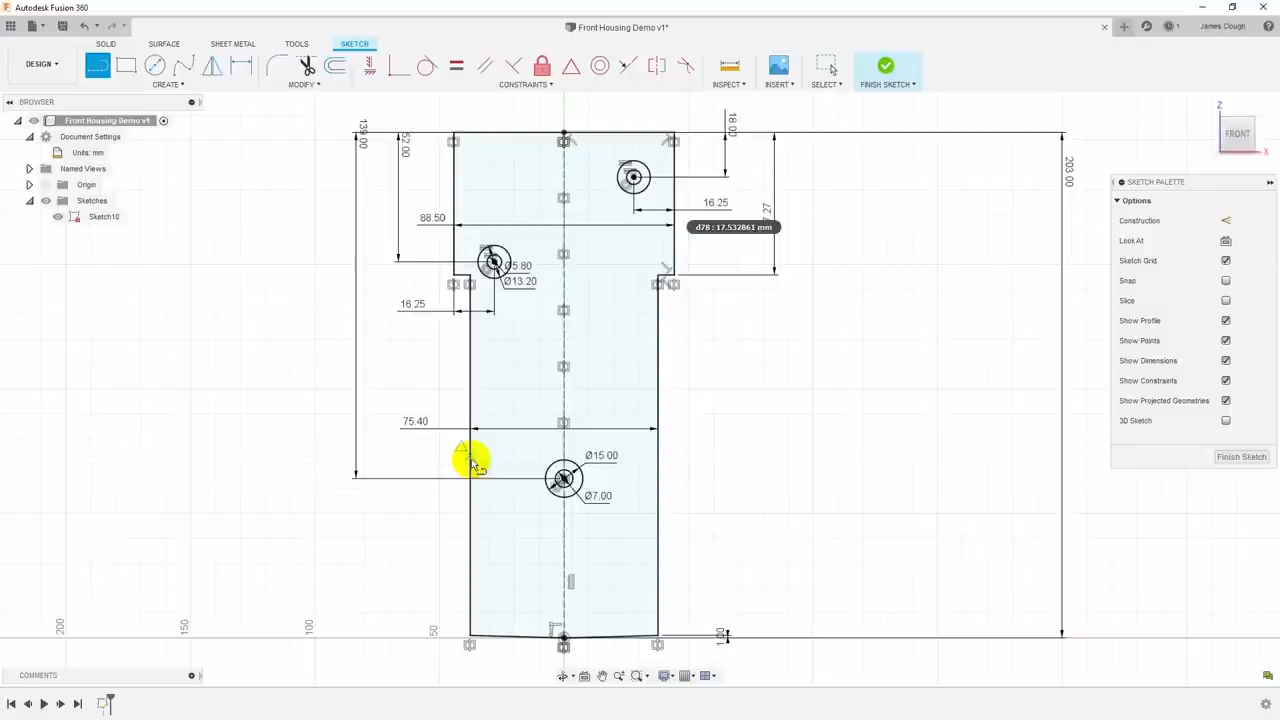 Autodesk Fusion 360
Front Housing Demo v1*
1
James Clough
SOLID
SURFACE
SHEET METAL
TOOLS
SKETCH
DESIGN
CREATE
MODIFY
CONSTRAINTS
INSPECT
INSERT
SELECT
FINISH SKETCH
BROWSER
Front Housing Demo v1
Document Settings
Units: mm
Named Views
Origin
Sketches
Sketch10
139.00
52.00
18.00
203.00
16.25
88.50
d78 : 17.532861 mm
Ø5.80
Ø13.20
16.25
75.40
Ø15.00
Ø7.00
1.00
200
150
100
50
Z
FRONT
X
SKETCH PALETTE
Options
Construction
Look At
Sketch Grid
Snap
Slice
Show Profile
Show Points
Show Dimensions
Show Constraints
Show Projected Geometries
3D Sketch
Finish Sketch
COMMENTS